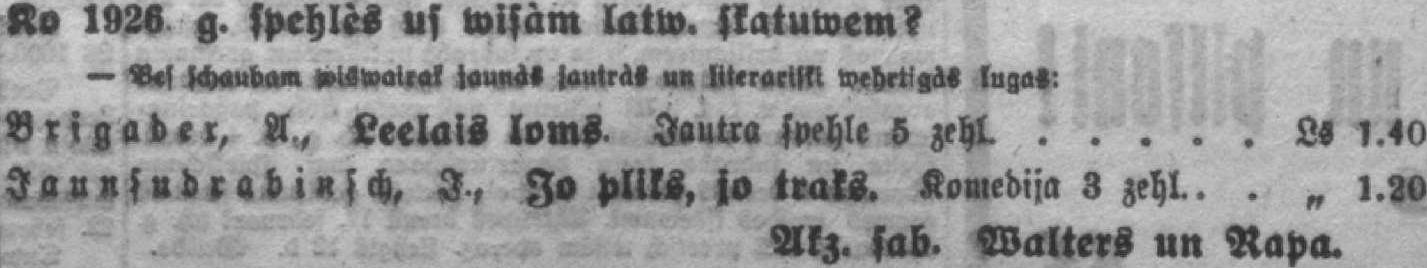 Ko 1926. g. ſpehlès uſ wiſàm latw. ſkatuwem?
— Beſ ſchaubam wiswairak jaunàs jautràs un literariſki wehrtigàs lugas:
Brigader, A., Leelais loms. Jautra ſpehle 5 zehl. . . . . . . Ls 1.40
Jaunſudrabinſch, J., Jo pliks, jo traks. Komedija 3 zehl. . . „ 1.20
Akz. ſab. Walters un Rapa.